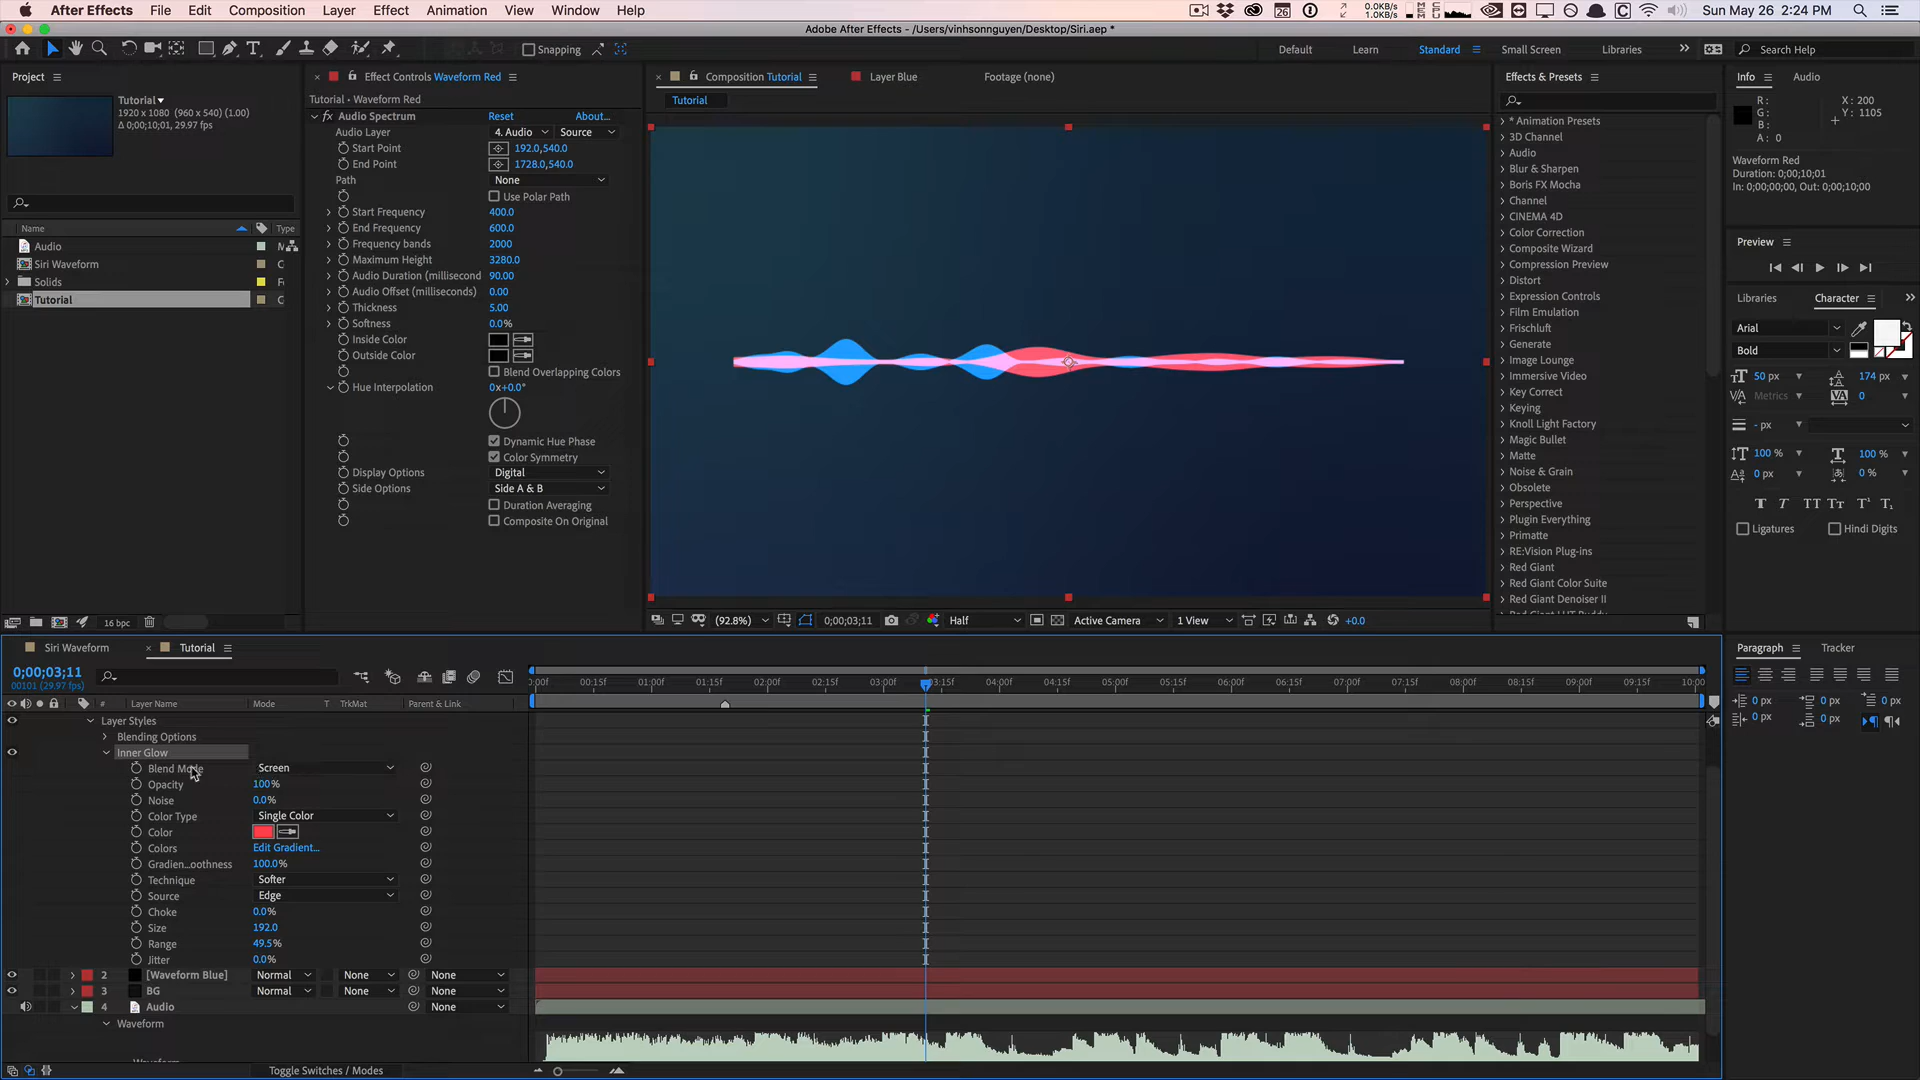 After Effects File Edit Composition Layer Effect Animation View Window Help
0.0KB/s
1.0KB/s
Sun May 26 2:24 PM
Adobe After Effects - /Users/vinhsonnguyen/Desktop/Siri.aep *
Snapping
Default Learn Standard Small Screen Libraries
Search Help
Project
Tutorial
1920 x 1080 (960 x 540) (1.00)
Δ 0;00;10;01, 29.97 fps
Name Type
Audio
Siri Waveform C
Solids
Tutorial C
16 bpc
Effect Controls Waveform Red
Tutorial • Waveform Red
fx Audio Spectrum Reset About...
Audio Layer 4. Audio Source
Start Point 192.0,540.0
End Point 1728.0,540.0
Path None
Use Polar Path
Start Frequency 400.0
End Frequency 600.0
Frequency bands 2000
Maximum Height 3280.0
Audio Duration (millisecond 90.00
Audio Offset (milliseconds) 0.00
Thickness 5.00
Softness 0.0%
Inside Color
Outside Color
Blend Overlapping Colors
Hue Interpolation 0x+0.0°
Dynamic Hue Phase
Color Symmetry
Display Options Digital
Side Options Side A & B
Duration Averaging
Composite On Original
Composition Tutorial Layer Blue Footage (none)
Tutorial
(92.8%) 0;00;03;11 Half Active Camera 1 View +0.0
Effects & Presets
* Animation Presets
3D Channel
Audio
Blur & Sharpen
Boris FX Mocha
Channel
CINEMA 4D
Color Correction
Composite Wizard
Compression Preview
Distort
Expression Controls
Film Emulation
Frischluft
Generate
Image Lounge
Immersive Video
Key Correct
Keying
Knoll Light Factory
Magic Bullet
Matte
Noise & Grain
Obsolete
Perspective
Plugin Everything
Primatte
RE:Vision Plug-ins
Red Giant
Red Giant Color Suite
Red Giant Denoiser II
Info Audio
R: X: 200
G: Y: 1105
B:
A: 0
Waveform Red
Duration: 0;00;10;01
In: 0;00;00;00, Out: 0;00;10;00
Preview
Libraries Character
Arial
Bold
50 px 174 px
Metrics 0
- px
100 % 100 %
0 px 0 %
T T TT Tт T¹ T₁
Ligatures Hindi Digits
Paragraph Tracker
0 px 0 px 0 px
0 px 0 px
Siri Waveform Tutorial
0;00;03;11
00101 (29.97 fps)
0:00f 00:15f 01:00f 01:15f 02:00f 02:15f 03:00f 03:15f 04:00f 04:15f 05:00f 05:15f 06:00f 06:15f 07:00f 07:15f 08:00f 08:15f 09:00f 09:15f 10:00
# Layer Name Mode T TrkMat Parent & Link
Layer Styles
Blending Options
Inner Glow
Blend Mode Screen
Opacity 100%
Noise 0.0%
Color Type Single Color
Color
Colors Edit Gradient...
Gradien...oothness 100.0%
Technique Softer
Source Edge
Choke 0.0%
Size 192.0
Range 49.5%
Jitter 0.0%
2 [Waveform Blue] Normal None None
3 BG Normal None None
4 Audio None
Waveform
Toggle Switches / Modes